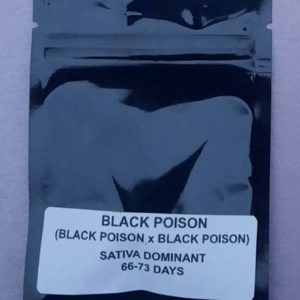 BLACK POISON
(BLACK POISON x BLACK POISON)
SATIVA DOMINANT
66-73 DAYS